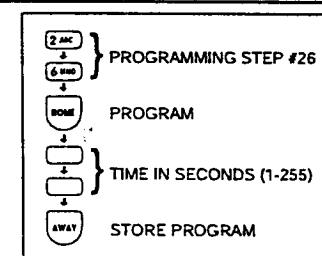 2 ABC
PROGRAMMING STEP #26
6 MNO
HOME PROGRAM
TIME IN SECONDS (1-255)
AWAY STORE PROGRAM